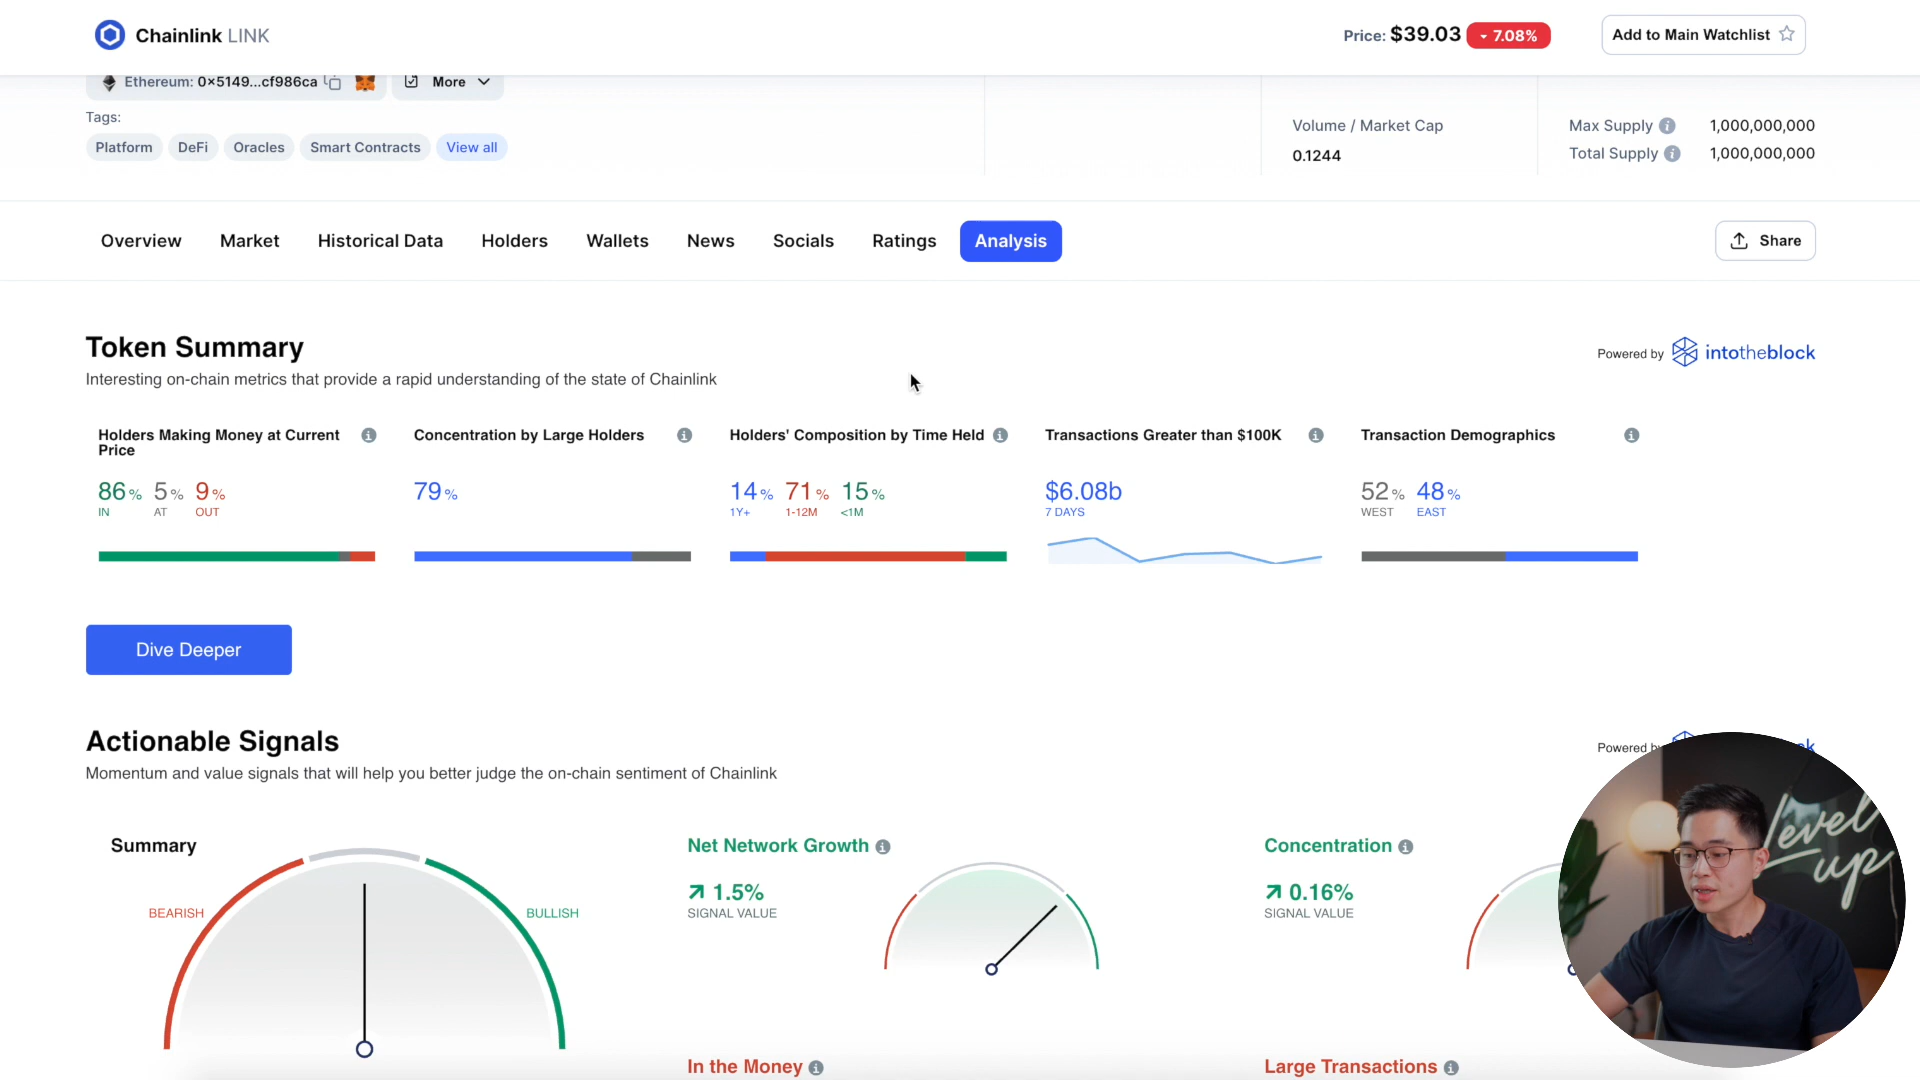 Chainlink LINK
Price: $39.03 7.08%
Add to Main Watchlist
Ethereum: 0x5149...cf986ca
More
Tags:
Platform DeFi Oracles Smart Contracts View all
Volume / Market Cap
0.1244
Max Supply 1,000,000,000
Total Supply 1,000,000,000
Overview Market Historical Data Holders Wallets News Socials Ratings Analysis
Share
Token Summary
Interesting on-chain metrics that provide a rapid understanding of the state of Chainlink
Powered by intotheblock
Holders Making Money at Current
Price
86% 5% 9%
IN AT OUT
Concentration by Large Holders
79%
Holders' Composition by Time Held
14% 71% 15%
1Y+ 1-12M <1M
Transactions Greater than $100K
$6.08b
7 DAYS
Transaction Demographics
52% 48%
WEST EAST
Dive Deeper
Actionable Signals
Momentum and value signals that will help you better judge the on-chain sentiment of Chainlink
Powered by
Summary
BEARISH
BULLISH
Net Network Growth
1.5%
SIGNAL VALUE
Concentration
0.16%
SIGNAL VALUE
In the Money
Large Transactions
level
up